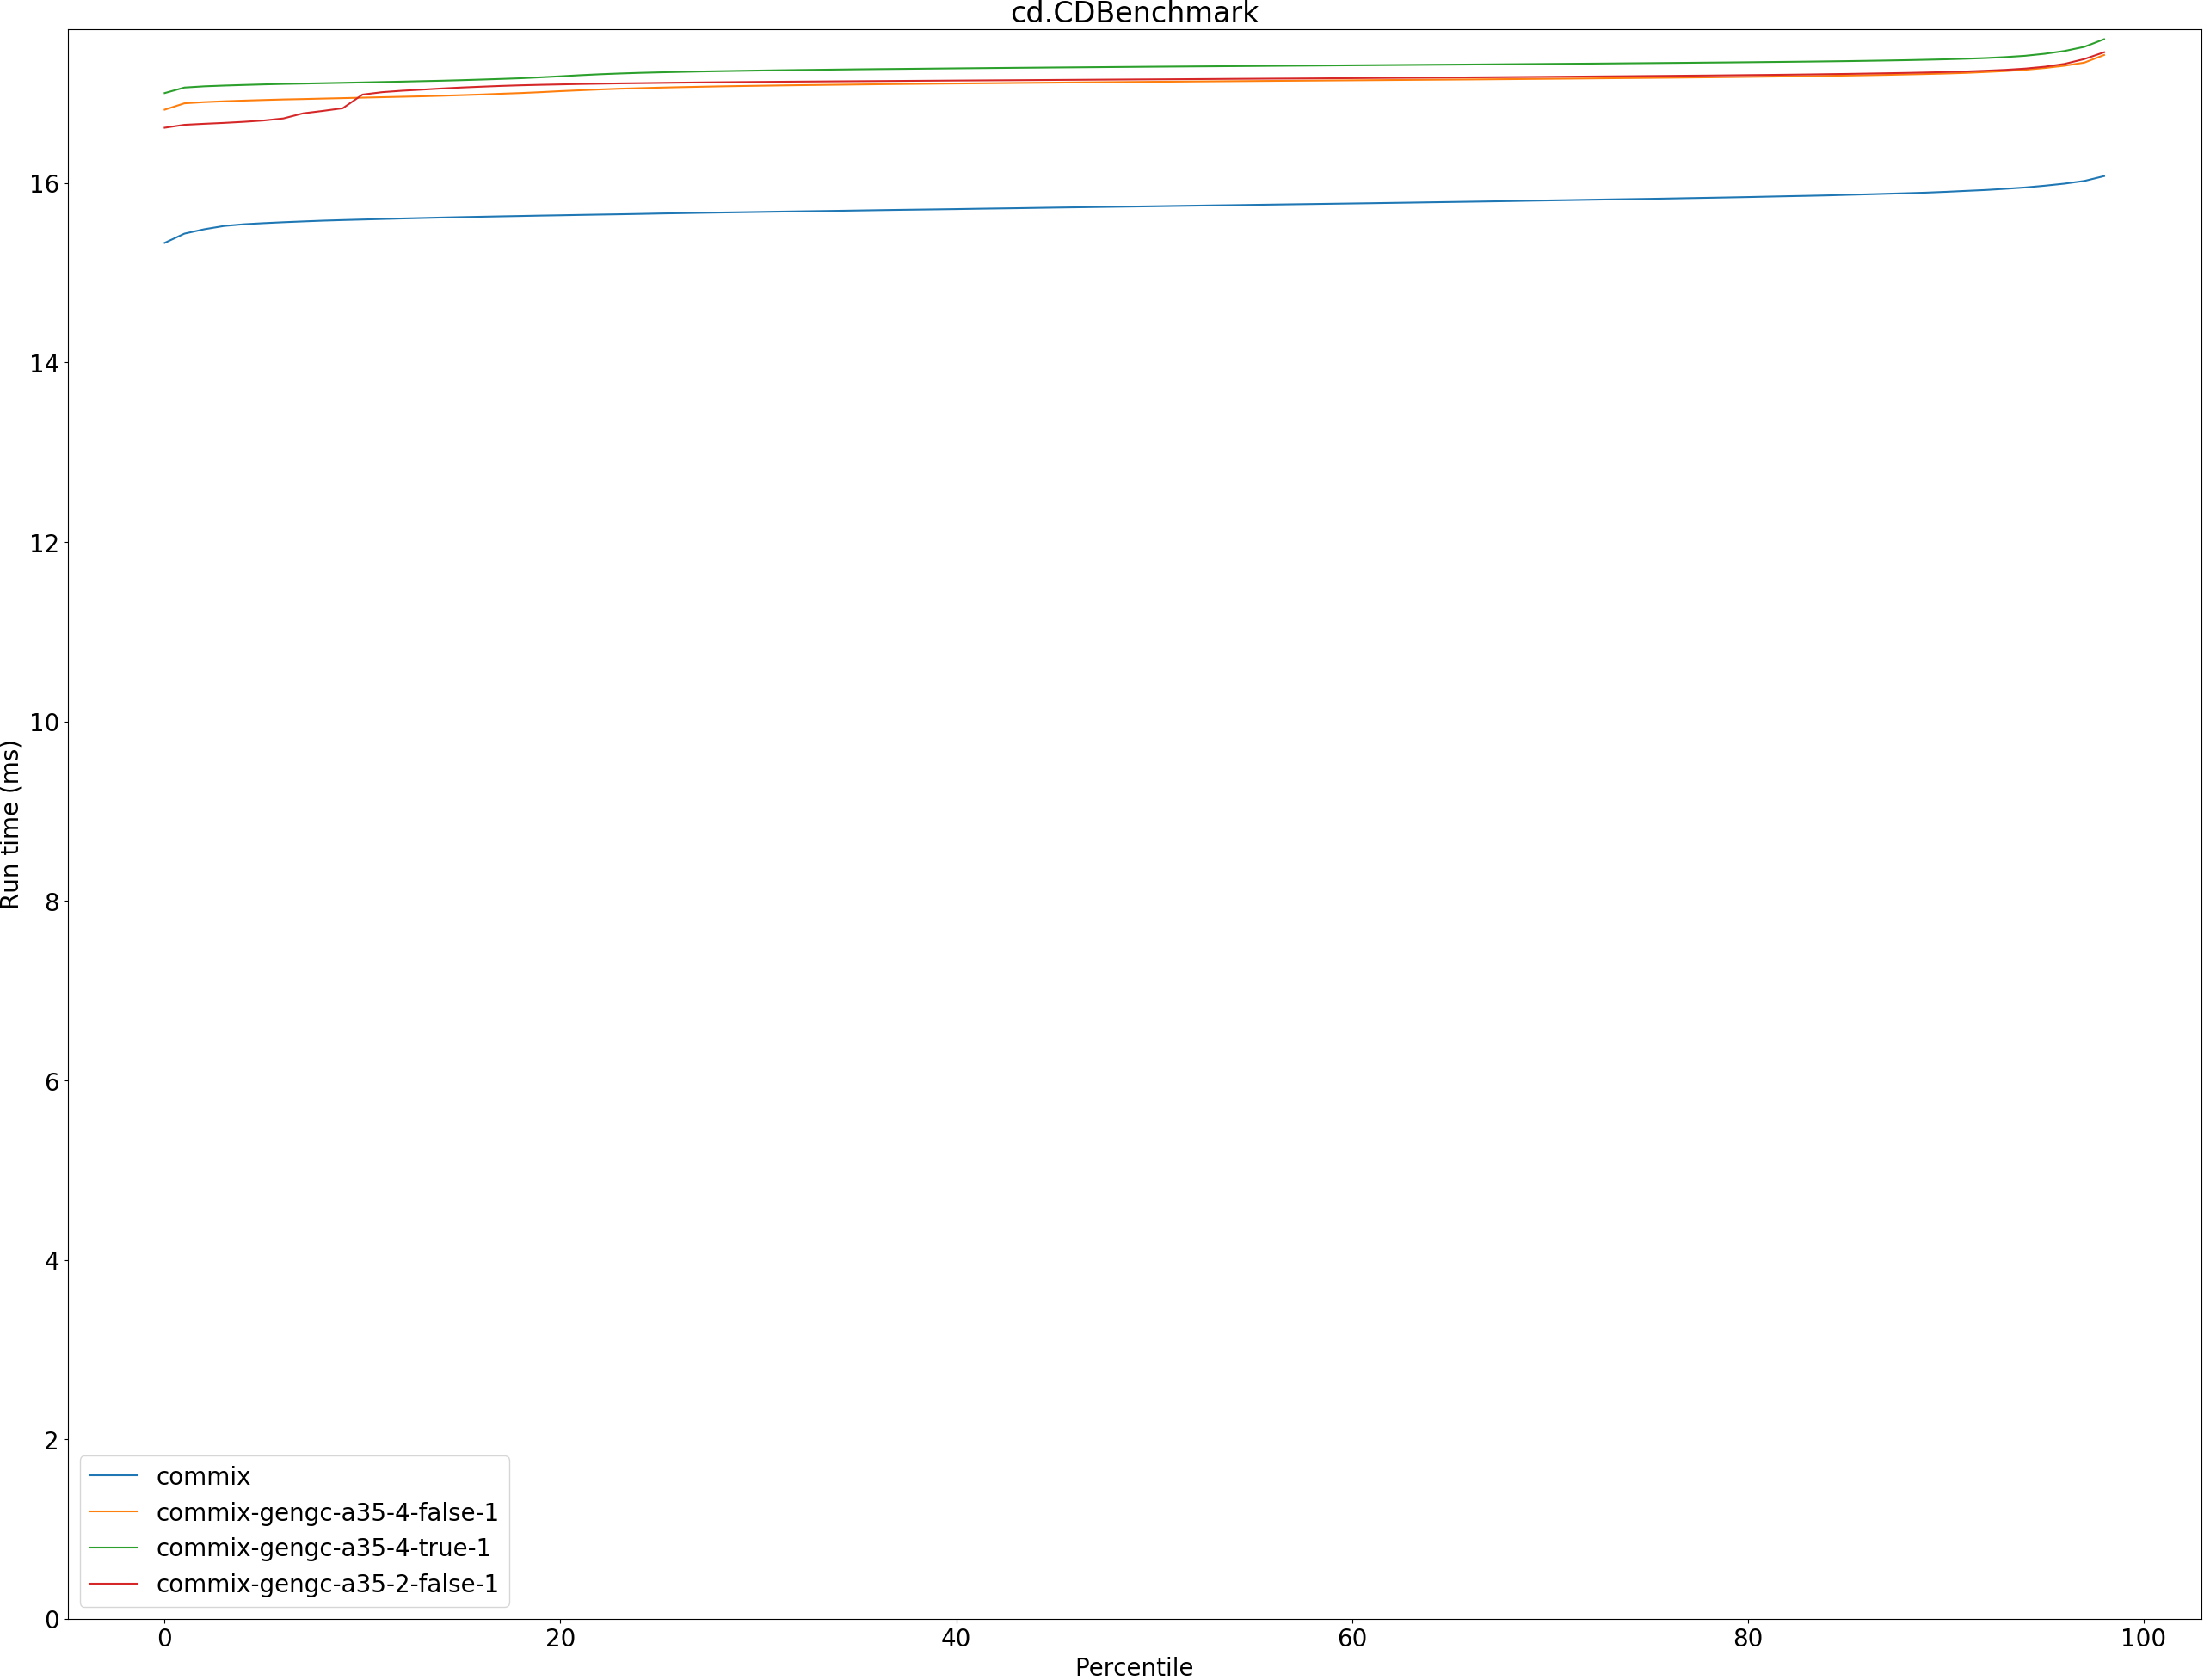 cd.CDBenchmark
Run time (ms)
16
14
12
10
8
6
4
2
0
0 20 40 60 80 100
Percentile
commix
commix-gengc-a35-4-false-1
commix-gengc-a35-4-true-1
commix-gengc-a35-2-false-1